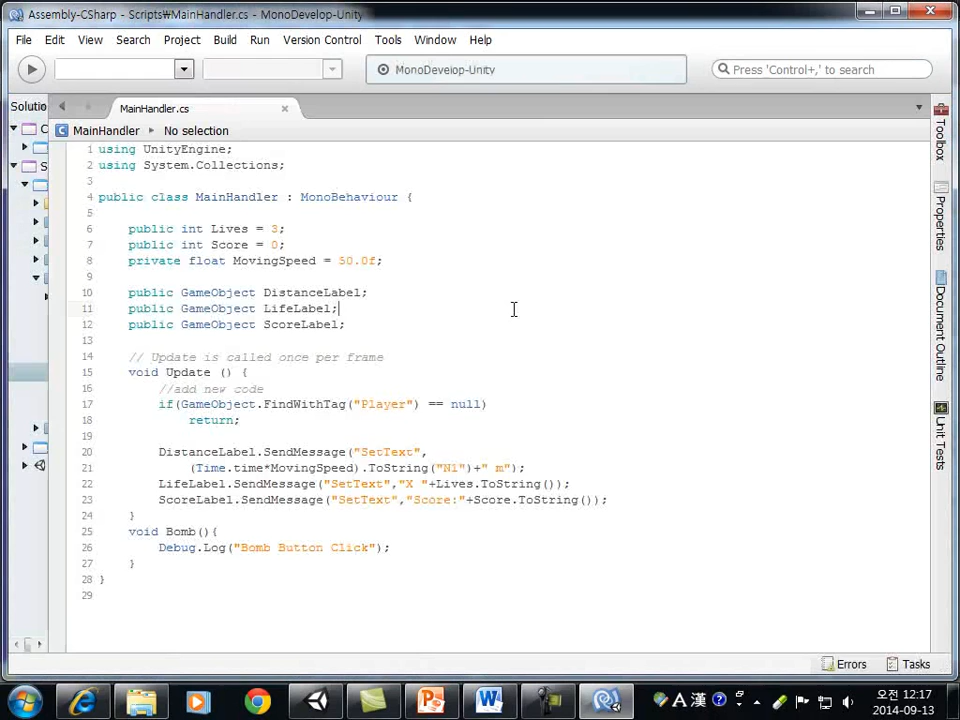 Assembly-CSharp - Scripts₩MainHandler.cs - MonoDevelop-Unity
File Edit View Search Project Build Run Version Control Tools Window Help
MonoDevelop-Unity
Press 'Control+,' to search
Solutio
MainHandler.cs
MainHandler No selection
C
S
1 using UnityEngine;
2 using System.Collections;
3
4 public class MainHandler : MonoBehaviour {
5
6 public int Lives = 3;
7 public int Score = 0;
8 private float MovingSpeed = 50.0f;
9
10 public GameObject DistanceLabel;
11 public GameObject LifeLabel;
12 public GameObject ScoreLabel;
13
14 // Update is called once per frame
15 void Update () {
16 //add new code
17 if(GameObject.FindWithTag("Player") == null)
18 return;
19
20 DistanceLabel.SendMessage("SetText",
21 (Time.time*MovingSpeed).ToString("N1")+" m");
22 LifeLabel.SendMessage("SetText","X "+Lives.ToString());
23 ScoreLabel.SendMessage("SetText","Score:"+Score.ToString());
24 }
25 void Bomb(){
26 Debug.Log("Bomb Button Click");
27 }
28 }
29
Toolbox
Properties
Document Outline
Unit Tests
Errors Tasks
A 漢
오전 12:17
2014-09-13